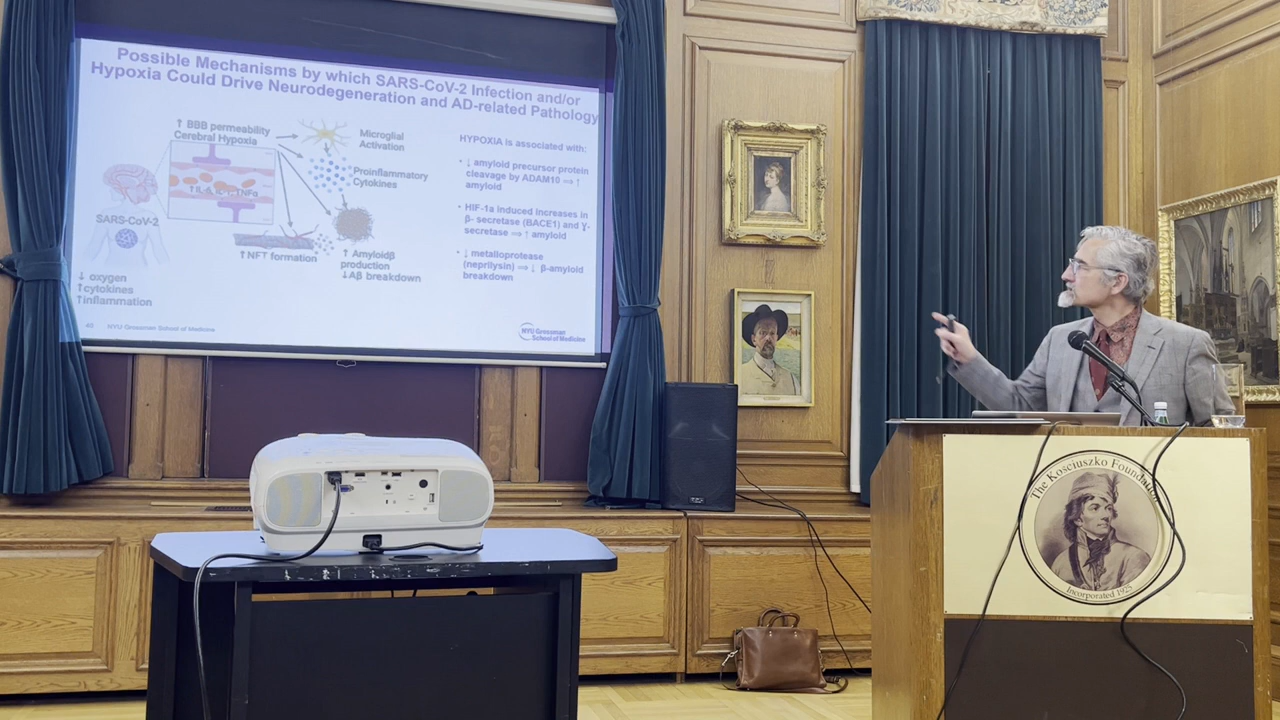 Possible Mechanisms by which SARS-CoV-2 Infection and/or
Hypoxia Could Drive Neurodegeneration and AD-related Pathology
↑ BBB permeability
Cerebral Hypoxia
Microglial
Activation
Proinflammatory
Cytokines
SARS-CoV-2
↑ NFT formation
↑ Amyloidβ
production
↓Aβ breakdown
↓ oxygen
↑cytokines
↑inflammation
HYPOXIA is associated with:
• ↓ amyloid precursor protein
cleavage by ADAM10 ⟹ ↑
amyloid
• HIF-1a induced increases in
β- secretase (BACE1) and Ɣ-
secretase ⟹ ↑ amyloid
• ↓ metalloprotease
(neprilysin) ⟹ ↓ β-amyloid
breakdown
NYU Grossman School of Medicine
NYU Grossman
School of Medicine
The Kosciuszko Foundation
Incorporated 1925